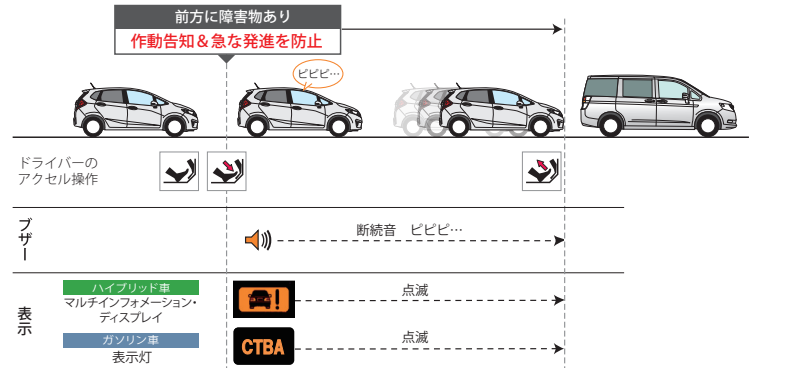 前方に障害物あり
作動告知＆急な発進を防止
ピピピ…
ドライバーの
アクセル操作
ブザー
断続音　ピピピ…
表示
ハイブリッド車
マルチインフォメーション・
ディスプレイ
点滅
ガソリン車
表示灯
CTBA
点滅